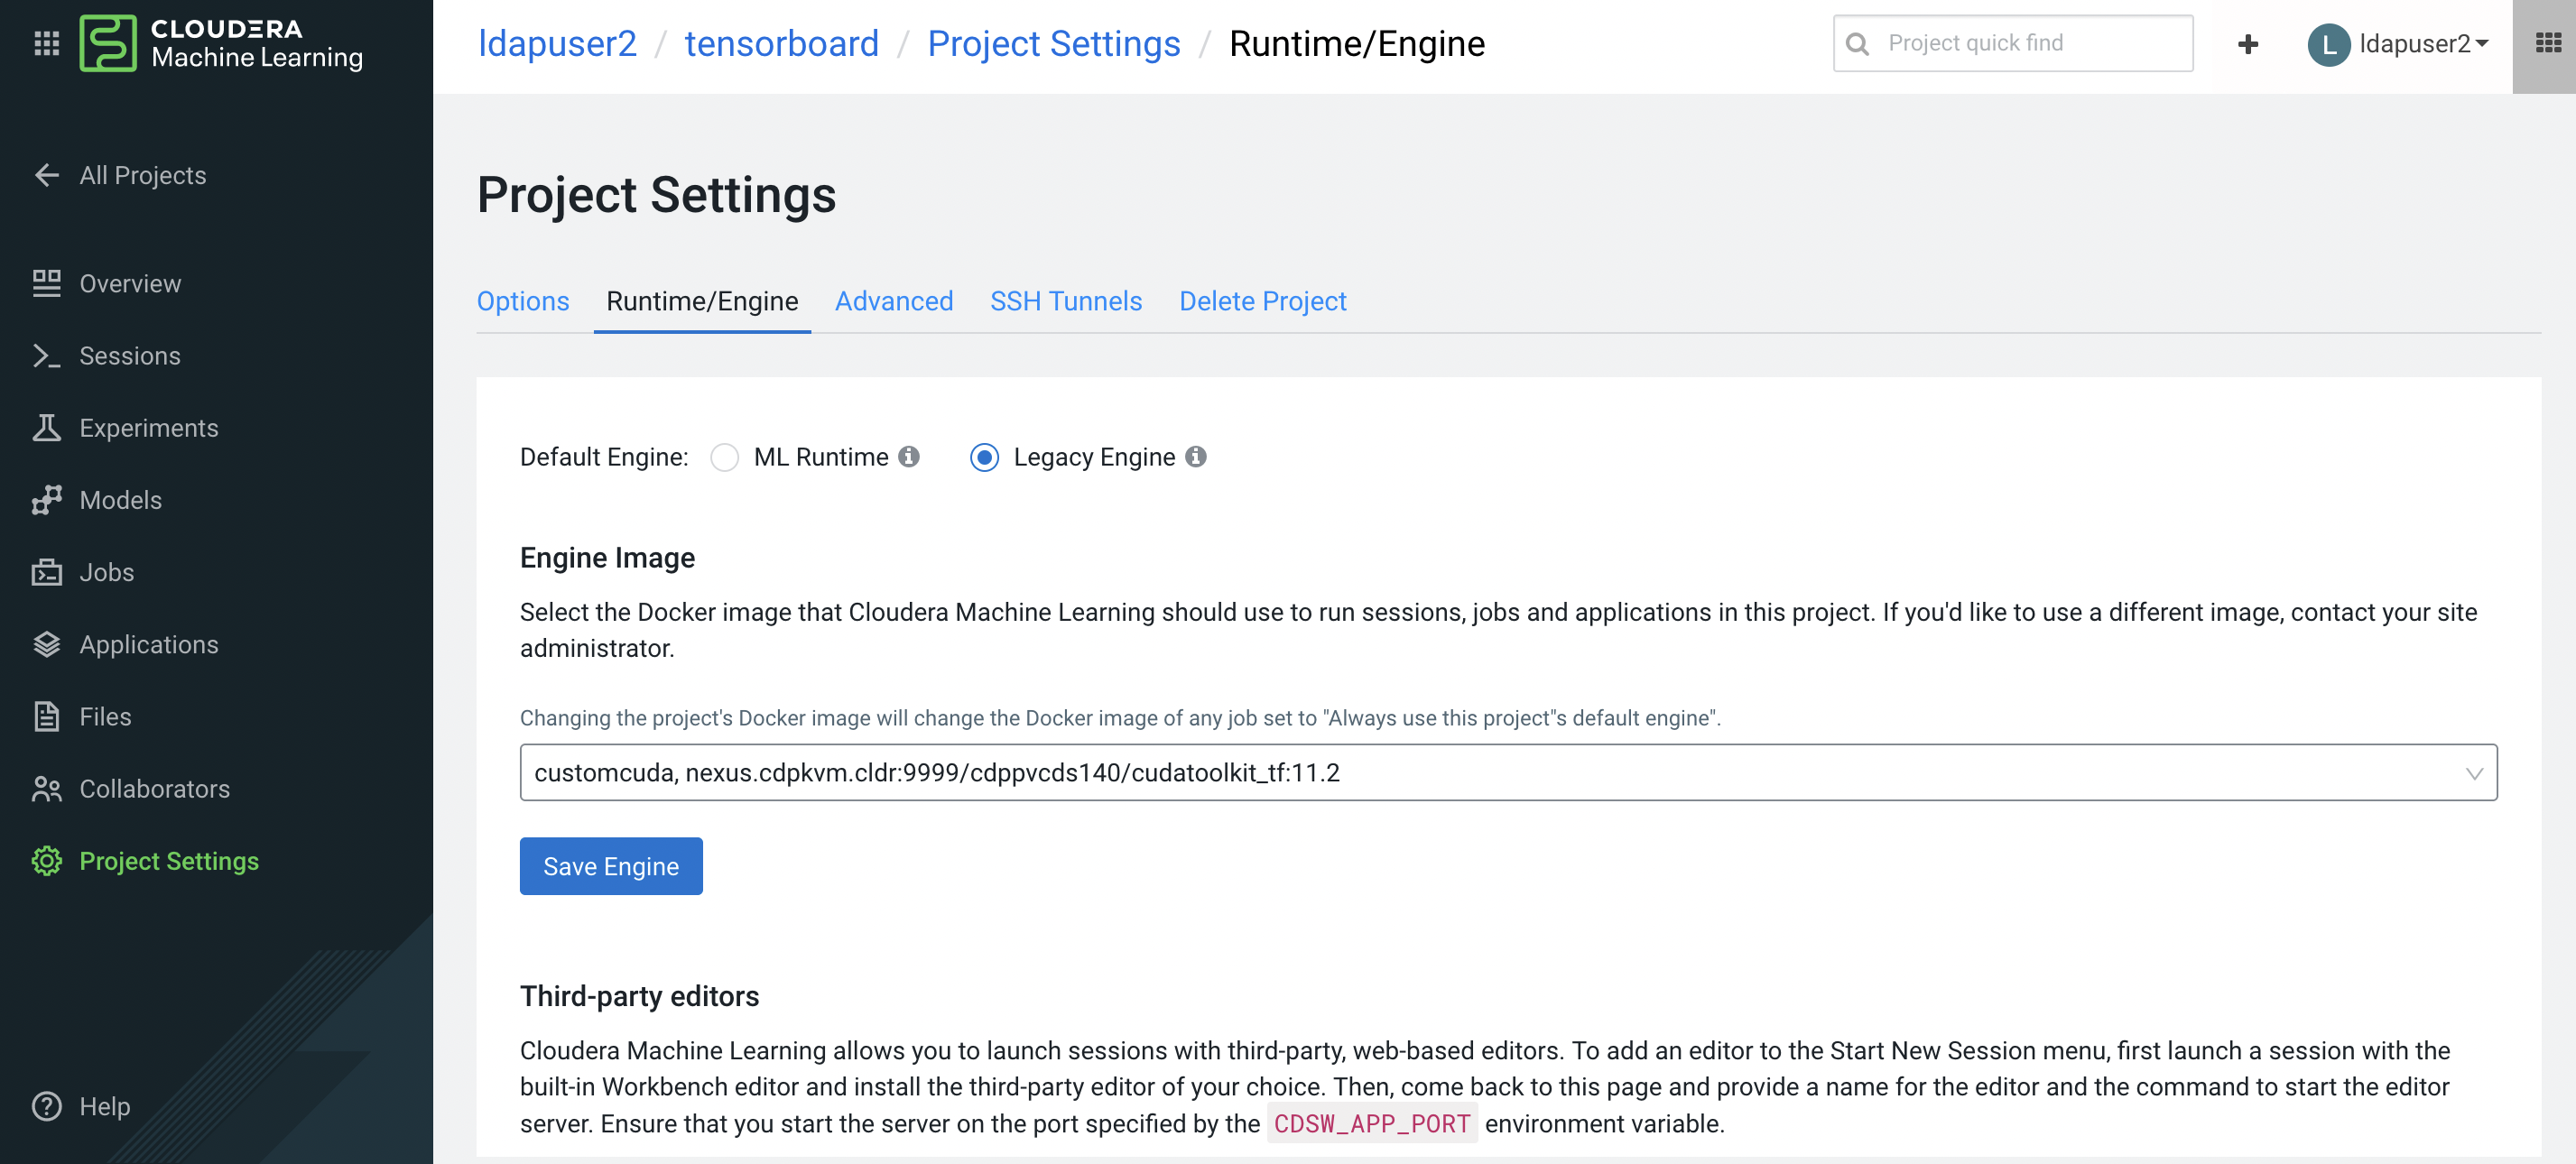 CLOUDERA
Machine Learning
ldapuser2 / tensorboard / Project Settings / Runtime/Engine
Project quick find
+
L ldapuser2
All Projects
Overview
Sessions
Experiments
Models
Jobs
Applications
Files
Collaborators
Project Settings
Help
Project Settings
Options Runtime/Engine Advanced SSH Tunnels Delete Project
Default Engine: ML Runtime Legacy Engine
Engine Image
Select the Docker image that Cloudera Machine Learning should use to run sessions, jobs and applications in this project. If you'd like to use a different image, contact your site
administrator.
Changing the project's Docker image will change the Docker image of any job set to "Always use this project"s default engine".
customcuda, nexus.cdpkvm.cldr:9999/cdppvcds140/cudatoolkit_tf:11.2
Save Engine
Third-party editors
Cloudera Machine Learning allows you to launch sessions with third-party, web-based editors. To add an editor to the Start New Session menu, first launch a session with the
built-in Workbench editor and install the third-party editor of your choice. Then, come back to this page and provide a name for the editor and the command to start the editor
server. Ensure that you start the server on the port specified by the CDSW_APP_PORT environment variable.